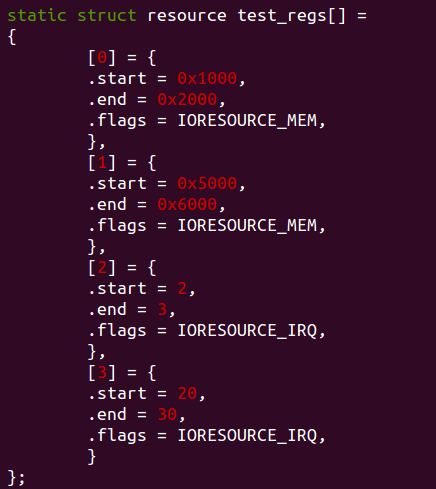 static struct resource test_regs[] =
{
        [0] = {
        .start = 0x1000,
        .end = 0x2000,
        .flags = IORESOURCE_MEM,
        },
        [1] = {
        .start = 0x5000,
        .end = 0x6000,
        .flags = IORESOURCE_MEM,
        },
        [2] = {
        .start = 2,
        .end = 3,
        .flags = IORESOURCE_IRQ,
        },
        [3] = {
        .start = 20,
        .end = 30,
        .flags = IORESOURCE_IRQ,
        }
};